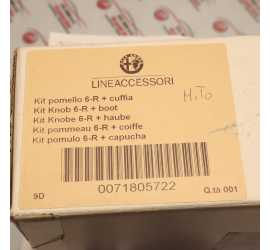 LINEACCESSORI
Kit pomello 6-R + cuffia
MiTo
Kit Knob 6-R + boot
Kit Knobe 6-R + haube
Kit pommeau 6-R + coiffe
Kit pomulo 6-R + capucha
9D
0071805722
Q.tà 001